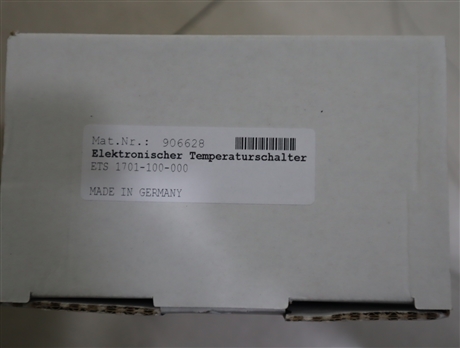 Mat.Nr.: 906628
Elektronischer Temperaturschalter
ETS 1701-100-000
MADE IN GERMANY